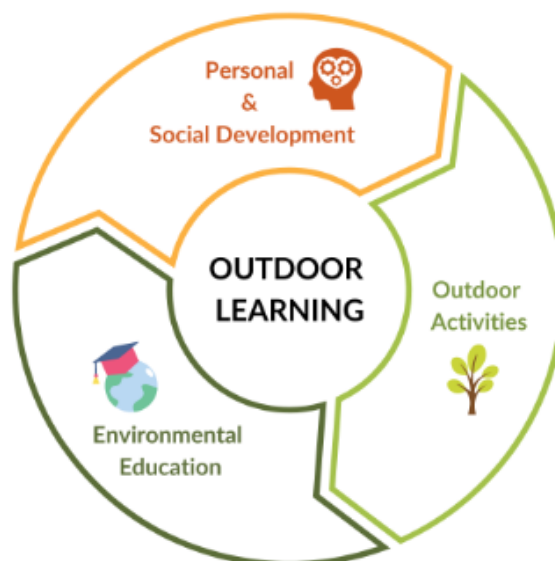 Personal
&
Social Development
OUTDOOR
LEARNING
Outdoor
Activities
Environmental
Education